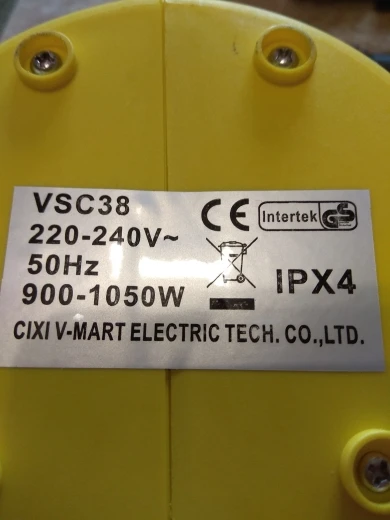 VSC38
220-240V~
50Hz
900-1050W
CE
Intertek GS
IPX4
CIXI V-MART ELECTRIC TECH. CO.,LTD.